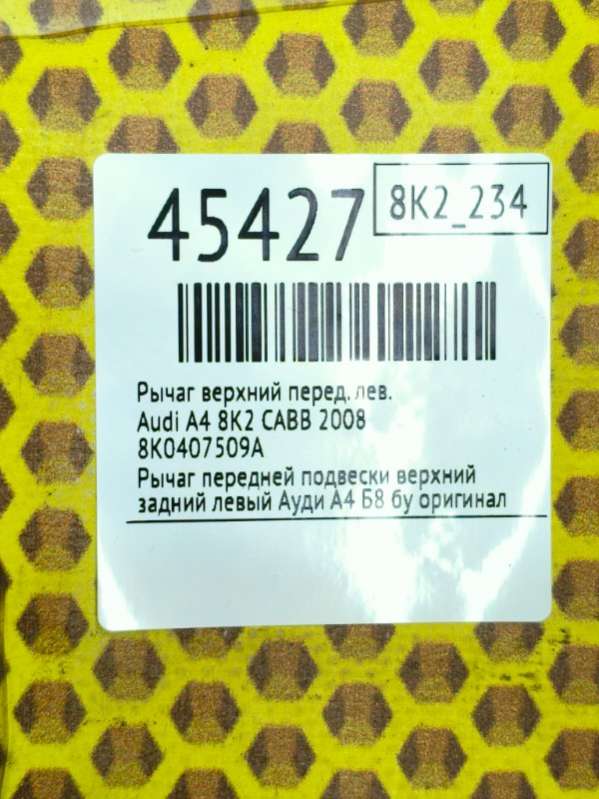 45427
8K2_234
Рычаг верхний перед. лев.
Audi A4 8K2 CABB 2008
8K0407509A
Рычаг передней подвески верхний
задний левый Ауди А4 Б8 бу оригинал